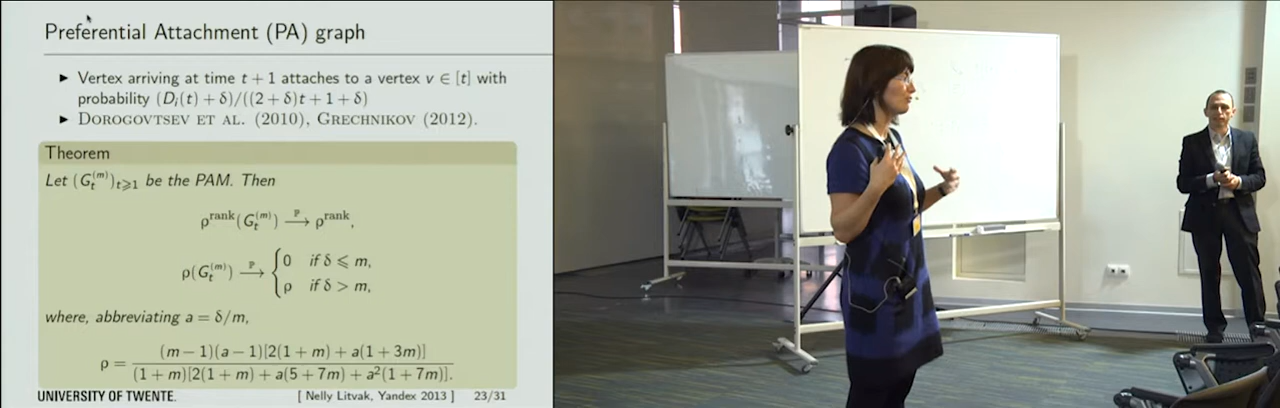 Preferential Attachment (PA) graph
▶ Vertex arriving at time t + 1 attaches to a vertex v ∈ [t] with
probability (D_i(t) + δ)/((2 + δ)t + 1 + δ)
▶ DOROGOVTSEV ET AL. (2010), GRECHNIKOV (2012).
Theorem
Let (G_t^{(m)})_{t⩾1} be the PAM. Then
ρ^{rank}(G_t^{(m)}) \xrightarrow{ℙ} ρ^{rank},
ρ(G_t^{(m)}) \xrightarrow{ℙ} { 0 if δ ⩽ m,
ρ if δ > m,
where, abbreviating a = δ/m,
ρ = \frac{(m − 1)(a − 1)[2(1 + m) + a(1 + 3m)]}{(1 + m)[2(1 + m) + a(5 + 7m) + a^2(1 + 7m)]}.
UNIVERSITY OF TWENTE. [ Nelly Litvak, Yandex 2013 ] 23/31